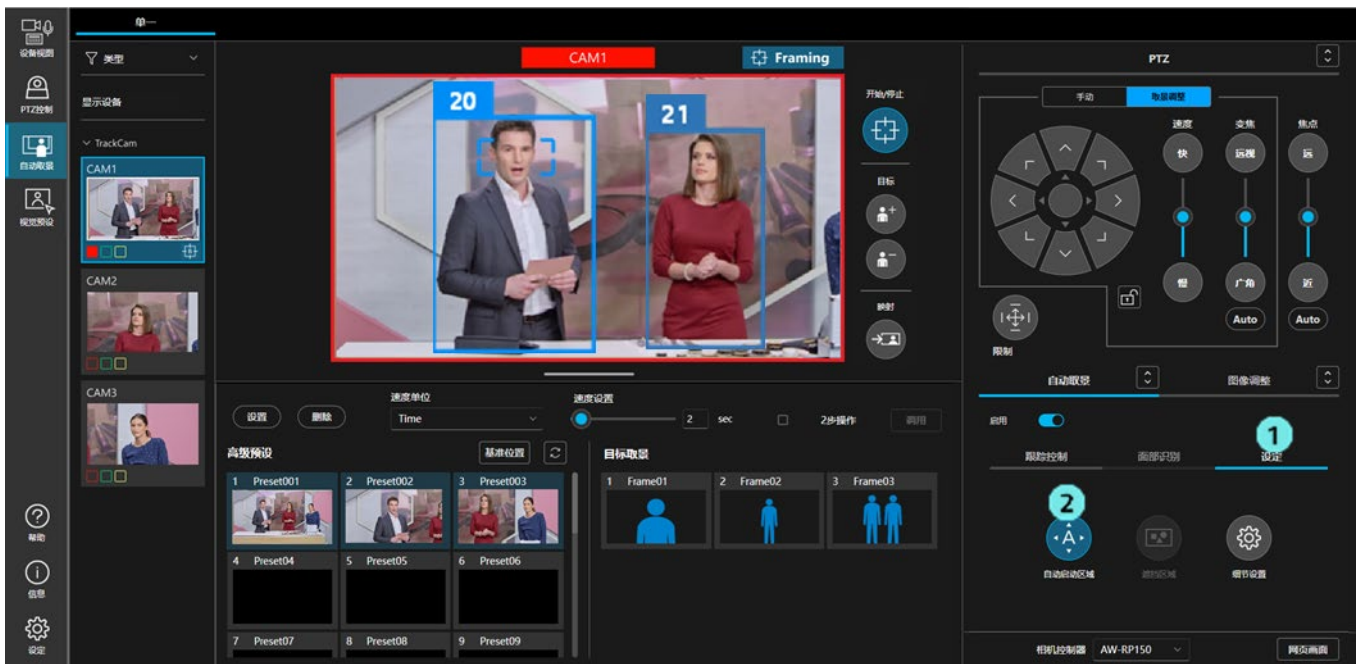 设备视图
PTZ控制
自动取景
视觉预设
帮助
信息
设定
单一
类型
显示设备
TrackCam
CAM1
CAM2
CAM3
CAM1
Framing
20
21
开始/停止
目标
映射
设置
删除
速度单位
Time
速度设置
2 sec
2步操作
调用
高级预设
基准位置
1 Preset001
2 Preset002
3 Preset003
4 Preset04
5 Preset05
6 Preset06
7 Preset07
8 Preset08
9 Preset09
目标取景
1 Frame01
2 Frame02
3 Frame03
PTZ
手动
取景调整
速度
变焦
焦点
快
远视
远
慢
广角
近
Auto
Auto
限制
自动取景
图像调整
启用
1
跟踪控制
面部识别
设定
2
A
自动启动区域
遮挡区域
细节设置
相机控制器
AW-RP150
网页画面